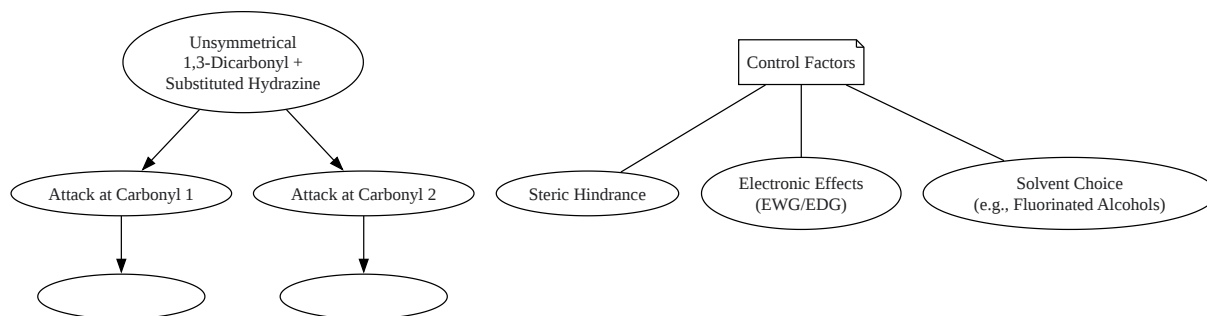 Unsymmetrical
1,3-Dicarbonyl +
Substituted Hydrazine
Control Factors
Attack at Carbonyl 1
Attack at Carbonyl 2
Steric Hindrance
Electronic Effects
(EWG/EDG)
Solvent Choice
(e.g., Fluorinated Alcohols)